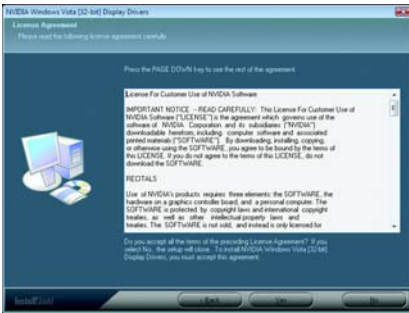 NVIDIA Windows Vista [32-bit] Display Drivers
License Agreement
Please read the following license agreement carefully.
Press the PAGE DOWN key to see the rest of the agreement.
License For Customer Use of NVIDIA Software
IMPORTANT NOTICE -- READ CAREFULLY: This License For Customer Use of
NVIDIA Software ("LICENSE") is the agreement which governs use of the
software of NVIDIA Corporation and its subsidiaries ("NVIDIA")
downloadable herefrom, including computer software and associated
printed materials ("SOFTWARE"). By downloading, installing, copying,
or otherwise using the SOFTWARE, you agree to be bound by the terms of
this LICENSE. If you do not agree to the terms of this LICENSE, do not
download the SOFTWARE.
RECITALS
Use of NVIDIA's products requires three elements: the SOFTWARE, the
hardware on a graphics controller board, and a personal computer. The
SOFTWARE is protected by copyright laws and international copyright
treaties, as well as other intellectual property laws and
treaties. The SOFTWARE is not sold, and instead is only licensed for
Do you accept all the terms of the preceding License Agreement? If you
select No, the setup will close. To install NVIDIA Windows Vista [32-bit]
Display Drivers, you must accept this agreement.
InstallShield
< Back
Yes
No